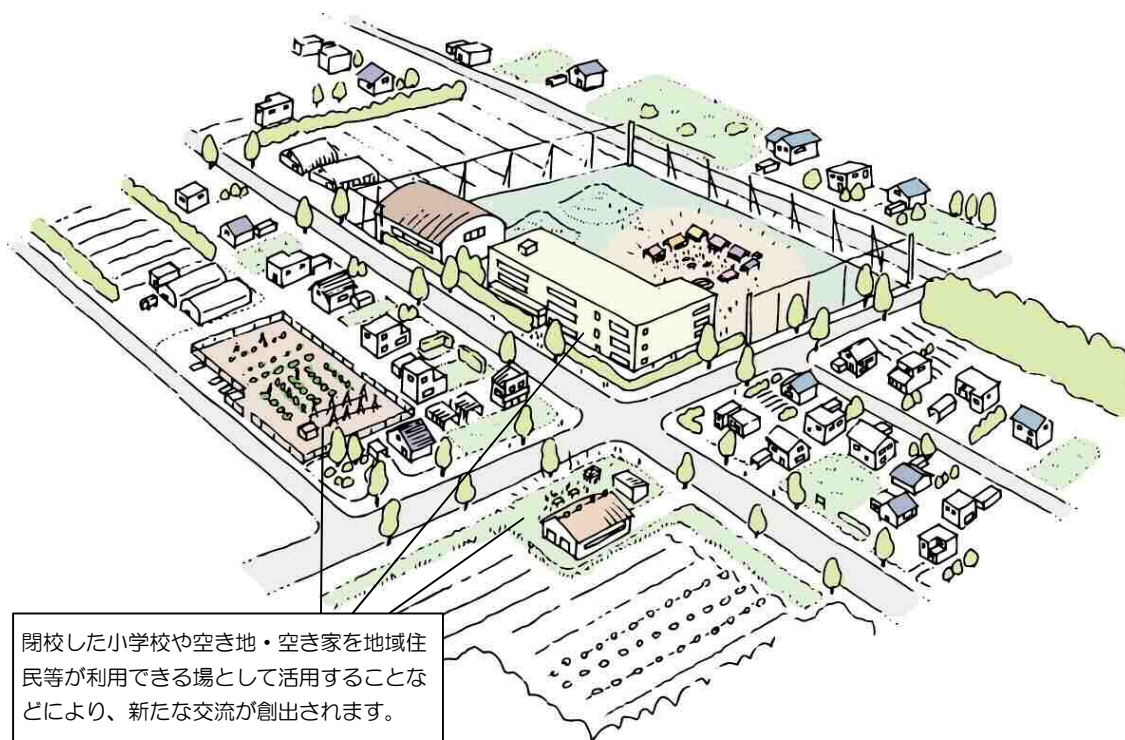 閉校した小学校や空き地・空き家を地域住
民等が利用できる場として活用することな
どにより、新たな交流が創出されます。